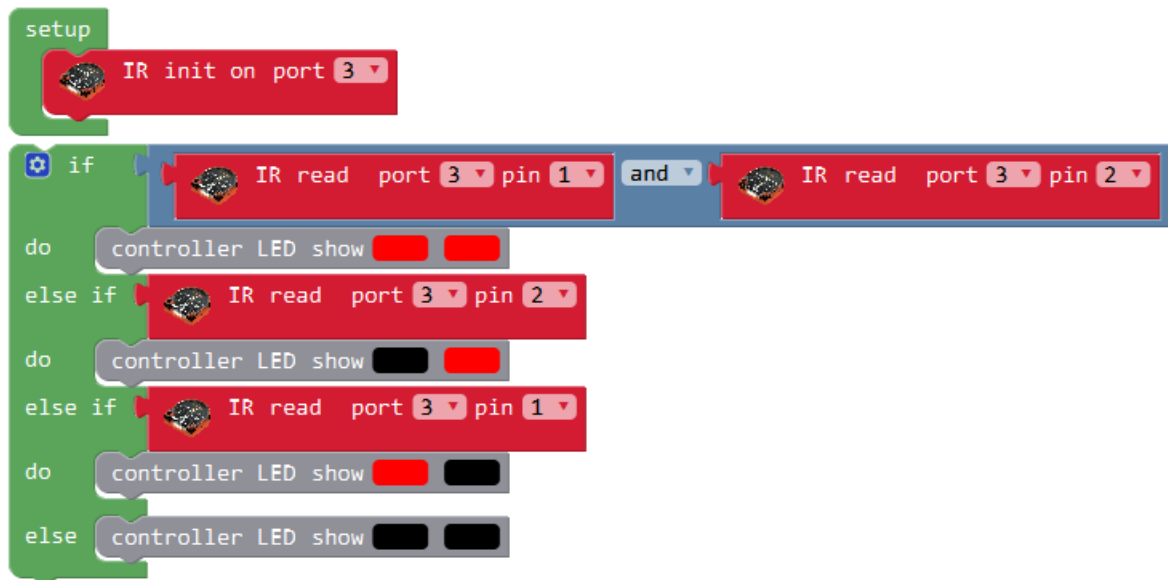 setup
IR init on port 3
if IR read port 3 pin 1 and IR read port 3 pin 2
do controller LED show
else if IR read port 3 pin 2
do controller LED show
else if IR read port 3 pin 1
do controller LED show
else controller LED show